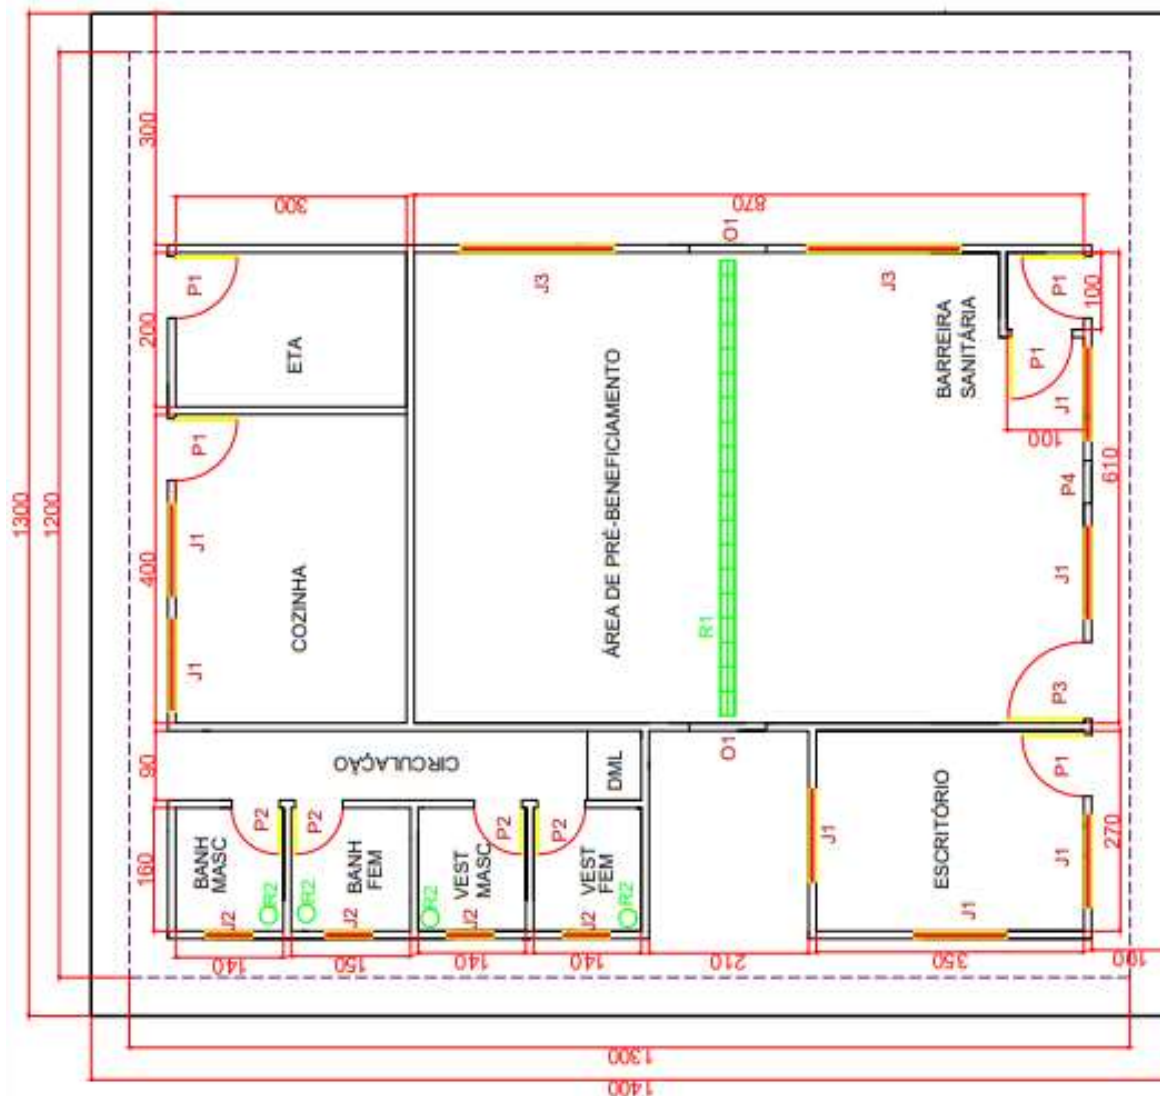 300
300
870
O1
P1
J3
J3
P1
100
200
ETA
BARREIRA
SANITÁRIA
P1
J1
100
P1
ÁREA DE PRÉ-BENEFICIAMENTO
610
P4
1300
1200
400
J1
COZINHA
J1
R1
J1
P3
90
CIRCULAÇÃO
DML
O1
P1
P2
P2
P2
P2
J1
ESCRITÓRIO
J1
270
160
BANH
MASC
BANH
FEM
VEST
MASC
VEST
FEM
R2
R2
R2
R2
J2
J2
J2
J2
J1
140
150
140
140
210
350
100
1300
1400